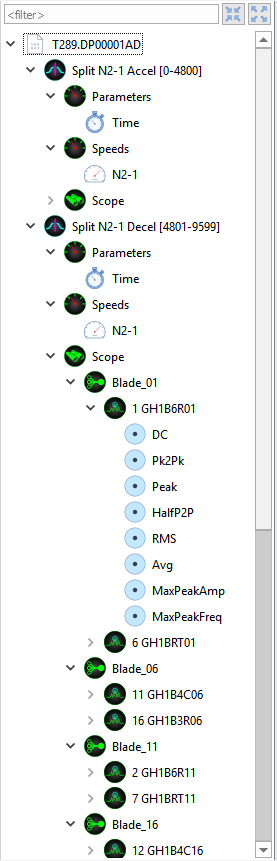 <filter>
T289.DP00001AD
Split N2-1 Accel [0-4800]
Parameters
Time
Speeds
N2-1
Scope
Split N2-1 Decel [4801-9599]
Parameters
Time
Speeds
N2-1
Scope
Blade_01
1 GH1B6R01
DC
Pk2Pk
Peak
HalfP2P
RMS
Avg
MaxPeakAmp
MaxPeakFreq
6 GH1BRT01
Blade_06
11 GH1B4C06
16 GH1B3R06
Blade_11
2 GH1B6R11
7 GH1BRT11
Blade_16
12 GH1B4C16